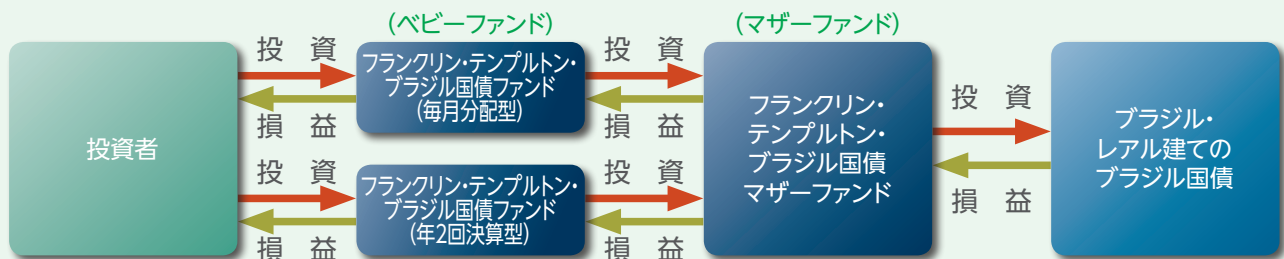 (ベビーファンド)
(マザーファンド)
投資者
投 資
損 益
投 資
損 益
フランクリン・テンプルトン・
ブラジル国債ファンド
(毎月分配型)
フランクリン・テンプルトン・
ブラジル国債ファンド
(年2回決算型)
投 資
損 益
投 資
損 益
フランクリン・
テンプルトン・
ブラジル国債
マザーファンド
投 資
損 益
ブラジル・
レアル建ての
ブラジル国債